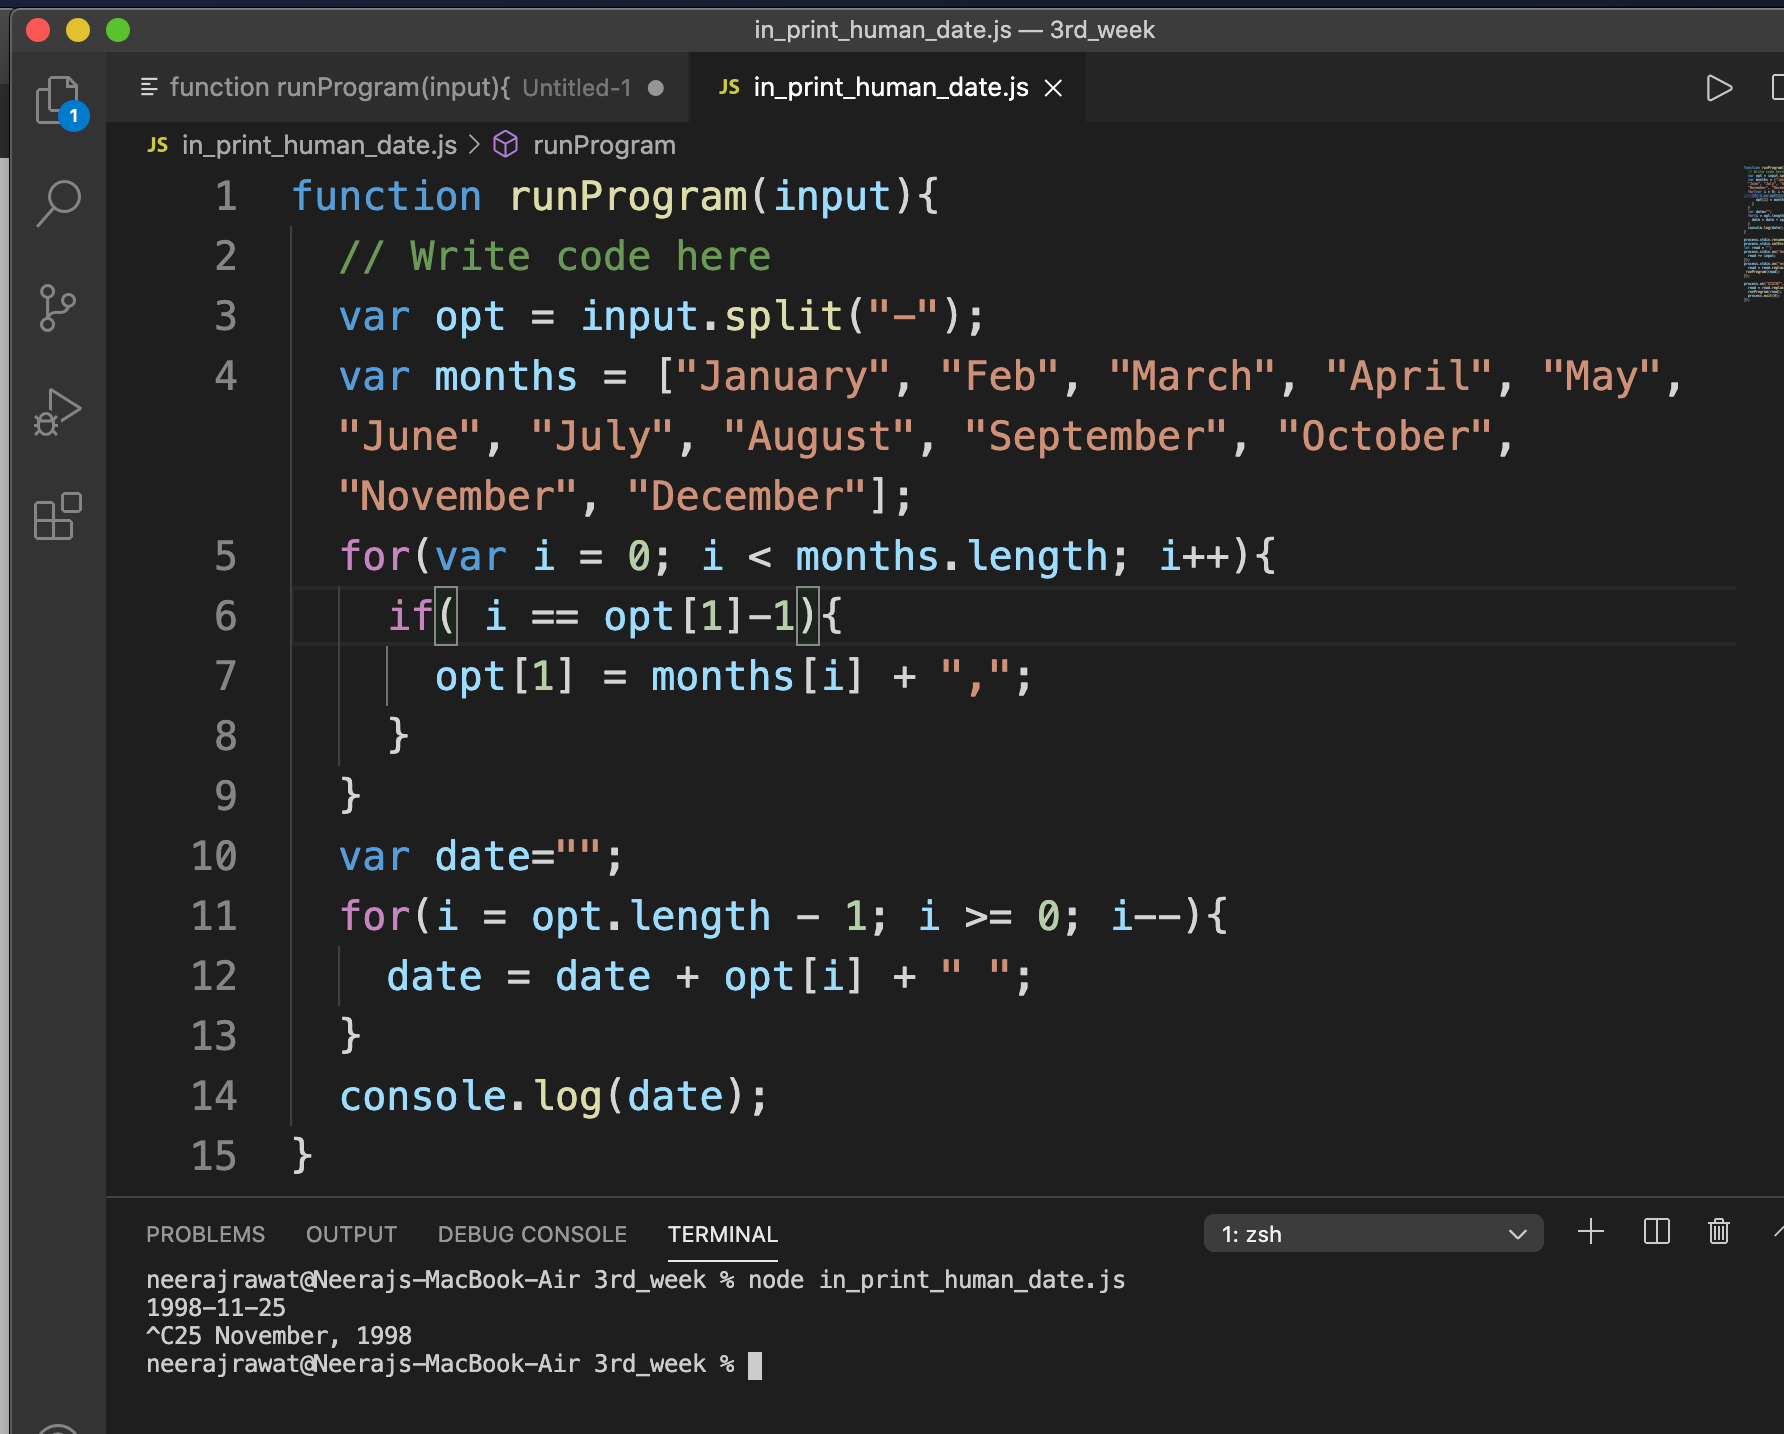 in_print_human_date.js — 3rd_week
function runProgram(input){ Untitled-1
JS in_print_human_date.js
1
JS in_print_human_date.js > runProgram
1 function runProgram(input){
2 // Write code here
3 var opt = input.split("-");
4 var months = ["January", "Feb", "March", "April", "May",
"June", "July", "August", "September", "October",
"November", "December"];
5 for(var i = 0; i < months.length; i++){
6 if( i == opt[1]-1){
7 opt[1] = months[i] + ",";
8 }
9 }
10 var date="";
11 for(i = opt.length - 1; i >= 0; i--){
12 date = date + opt[i] + " ";
13 }
14 console.log(date);
15 }
PROBLEMS OUTPUT DEBUG CONSOLE TERMINAL 1: zsh
neerajrawat@Neerajs-MacBook-Air 3rd_week % node in_print_human_date.js
1998-11-25
^C25 November, 1998
neerajrawat@Neerajs-MacBook-Air 3rd_week %